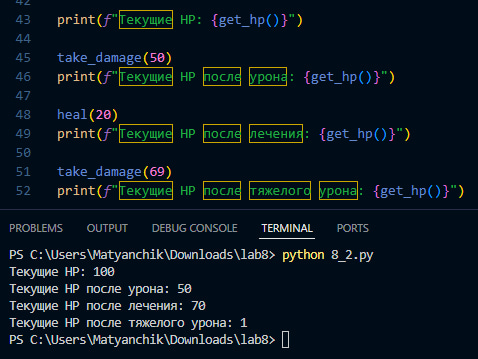 42
43 print(f"Текущие HP: {get_hp()}")
44
45 take_damage(50)
46 print(f"Текущие HP после урона: {get_hp()}")
47
48 heal(20)
49 print(f"Текущие HP после лечения: {get_hp()}")
50
51 take_damage(69)
52 print(f"Текущие HP после тяжелого урона: {get_hp()}")
PROBLEMS OUTPUT DEBUG CONSOLE TERMINAL PORTS
PS C:\Users\Matyanchik\Downloads\lab8> python 8_2.py
Текущие HP: 100
Текущие HP после урона: 50
Текущие HP после лечения: 70
Текущие HP после тяжелого урона: 1
PS C:\Users\Matyanchik\Downloads\lab8>